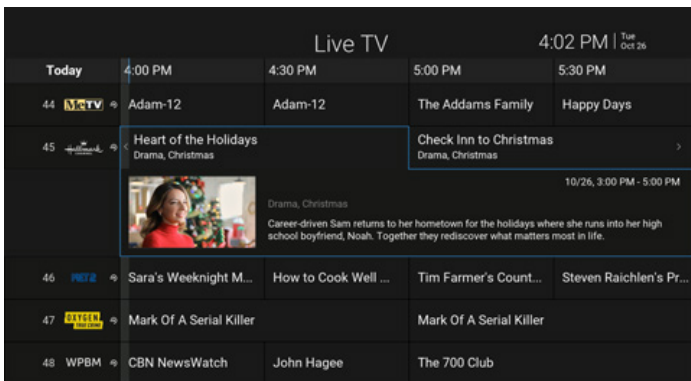 Live TV
4:02 PM
Tue
Oct 26
Today 4:00 PM 4:30 PM 5:00 PM 5:30 PM
44 MeTV Adam-12 Adam-12 The Addams Family Happy Days
45 Hallmark Heart of the Holidays Check Inn to Christmas
Drama, Christmas Drama, Christmas
10/26, 3:00 PM - 5:00 PM
Drama, Christmas
Career-driven Sam returns to her hometown for the holidays where she runs into her high
school boyfriend, Noah. Together they rediscover what matters most in life.
46 Sara's Weeknight M... How to Cook Well ... Tim Farmer's Count... Steven Raichlen's Pr...
47 OXYGEN TRUE CRIME Mark Of A Serial Killer Mark Of A Serial Killer
48 WPBM CBN NewsWatch John Hagee The 700 Club